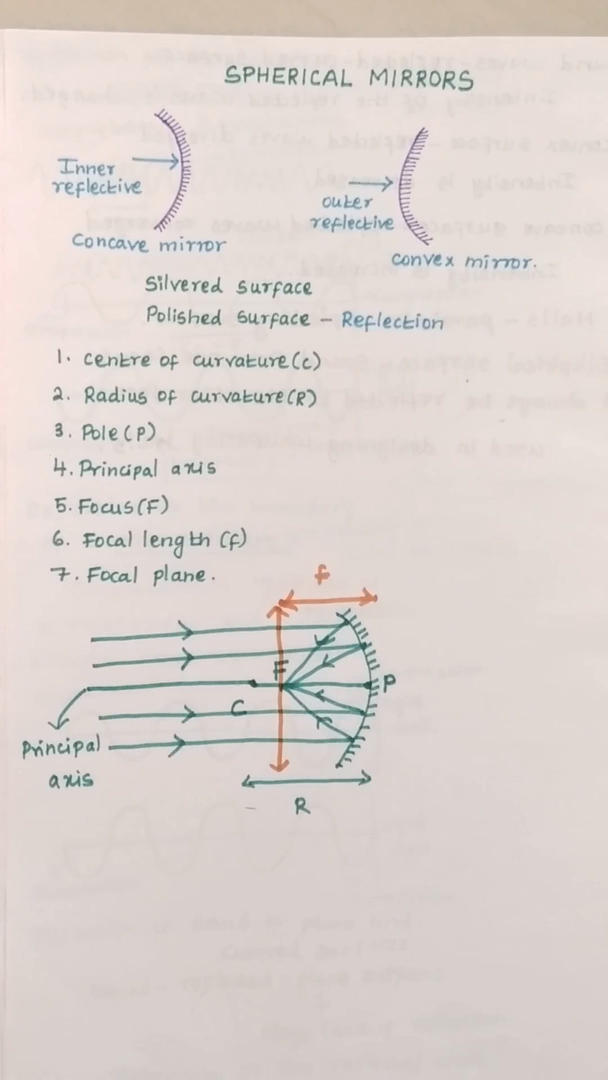 SPHERICAL MIRRORS
Inner
reflective
Concave mirror
outer
reflective
convex mirror.
Silvered surface
Polished surface - Reflection
1. centre of curvature (c)
2. Radius of curvature (R)
3. Pole (P)
4. Principal axis
5. Focus (F)
6. Focal length (f)
7. Focal plane.
f
F
P
C
Principal
axis
R